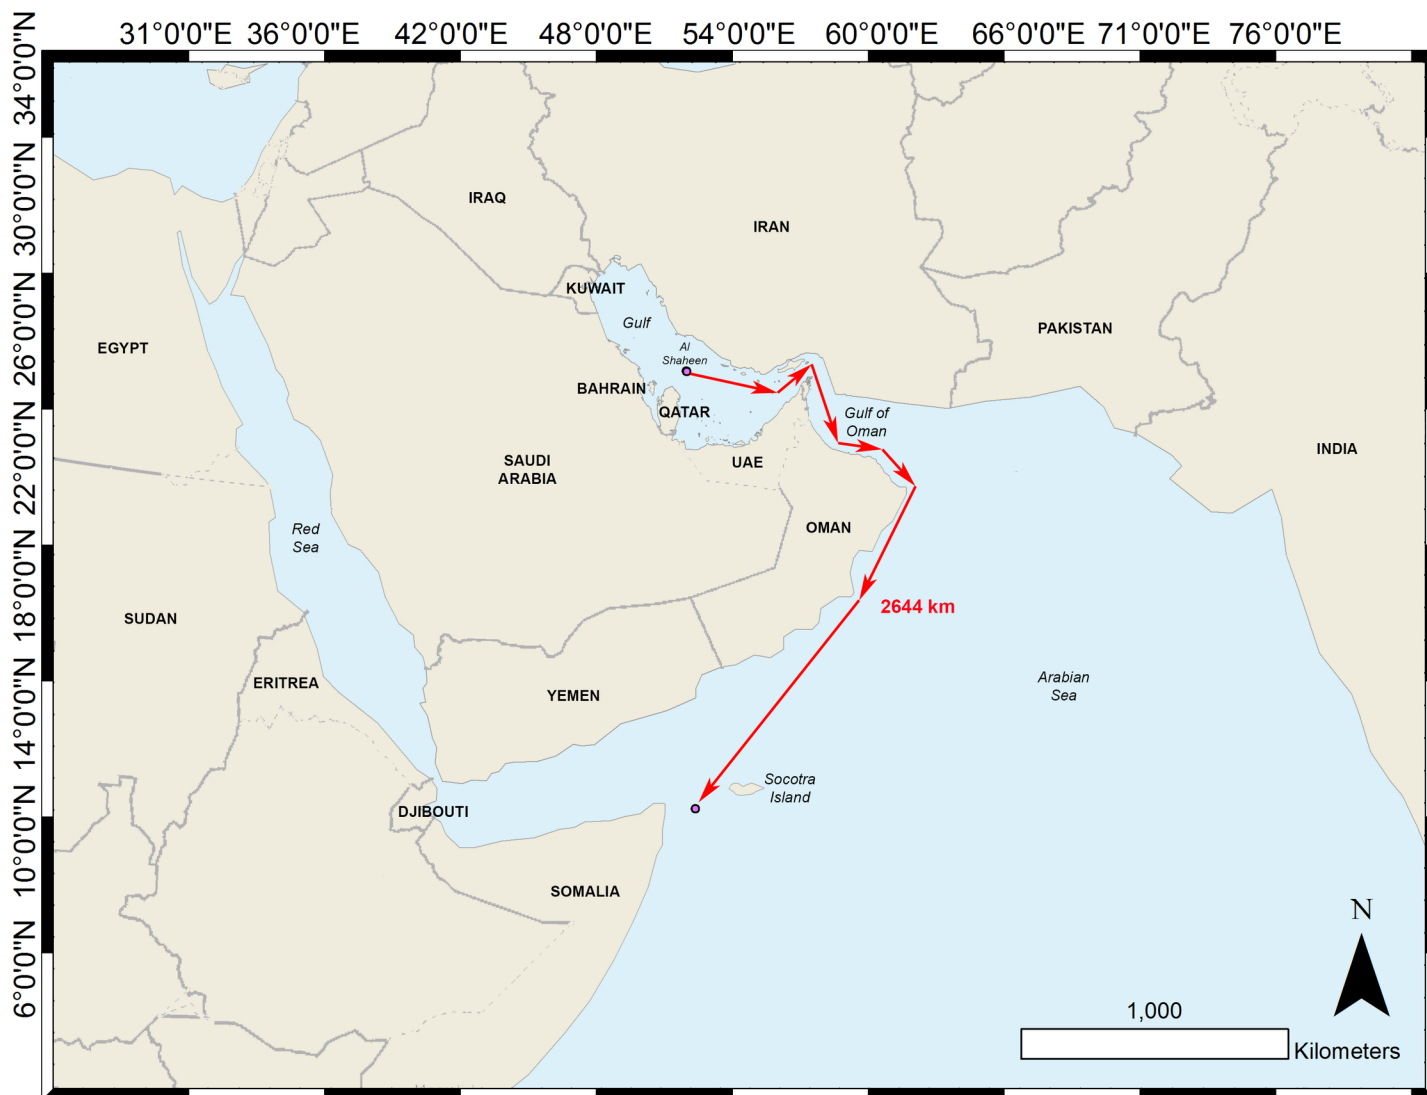 31°0'0"E 36°0'0"E 42°0'0"E 48°0'0"E 54°0'0"E 60°0'0"E 66°0'0"E 71°0'0"E 76°0'0"E
34°0'0"N
30°0'0"N
26°0'0"N
22°0'0"N
18°0'0"N
14°0'0"N
10°0'0"N
6°0'0"N
IRAQ
IRAN
KUWAIT
Gulf
PAKISTAN
EGYPT
Al
Shaheen
BAHRAIN
QATAR
Gulf of
Oman
INDIA
SAUDI
ARABIA
UAE
Red
Sea
OMAN
2644 km
SUDAN
ERITREA
YEMEN
Arabian
Sea
Socotra
Island
DJIBOUTI
SOMALIA
N
1,000
Kilometers